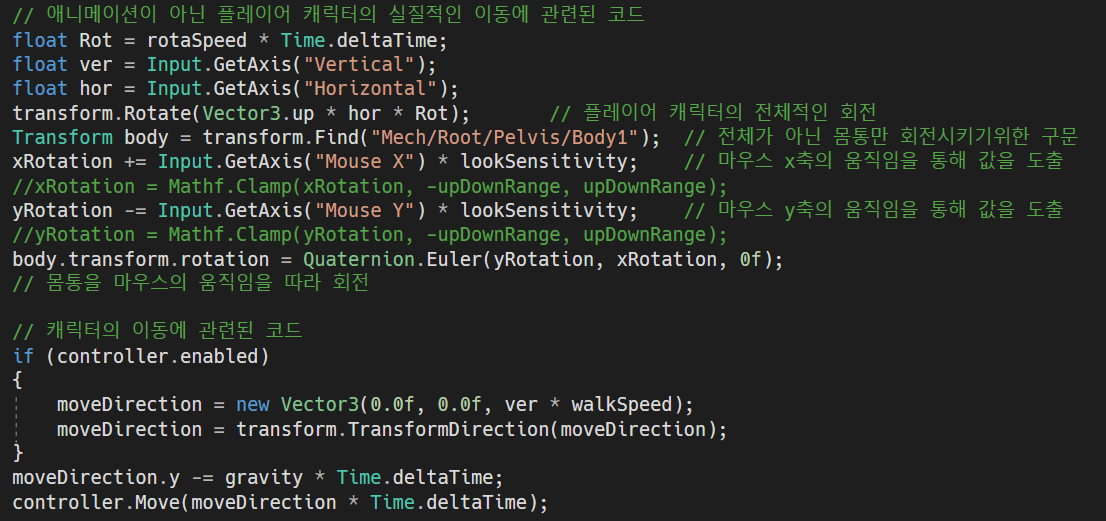 // 애니메이션이 아닌 플레이어 캐릭터의 실질적인 이동에 관련된 코드
float Rot = rotaSpeed * Time.deltaTime;
float ver = Input.GetAxis("Vertical");
float hor = Input.GetAxis("Horizontal");
transform.Rotate(Vector3.up * hor * Rot);       // 플레이어 캐릭터의 전체적인 회전
Transform body = transform.Find("Mech/Root/Pelvis/Body1");  // 전체가 아닌 몸통만 회전시키기위한 구문
xRotation += Input.GetAxis("Mouse X") * lookSensitivity;    // 마우스 x축의 움직임을 통해 값을 도출
//xRotation = Mathf.Clamp(xRotation, -upDownRange, upDownRange);
yRotation -= Input.GetAxis("Mouse Y") * lookSensitivity;    // 마우스 y축의 움직임을 통해 값을 도출
//yRotation = Mathf.Clamp(yRotation, -upDownRange, upDownRange);
body.transform.rotation = Quaternion.Euler(yRotation, xRotation, 0f);
// 몸통을 마우스의 움직임을 따라 회전

// 캐릭터의 이동에 관련된 코드
if (controller.enabled)
{
    moveDirection = new Vector3(0.0f, 0.0f, ver * walkSpeed);
    moveDirection = transform.TransformDirection(moveDirection);
}
moveDirection.y -= gravity * Time.deltaTime;
controller.Move(moveDirection * Time.deltaTime);